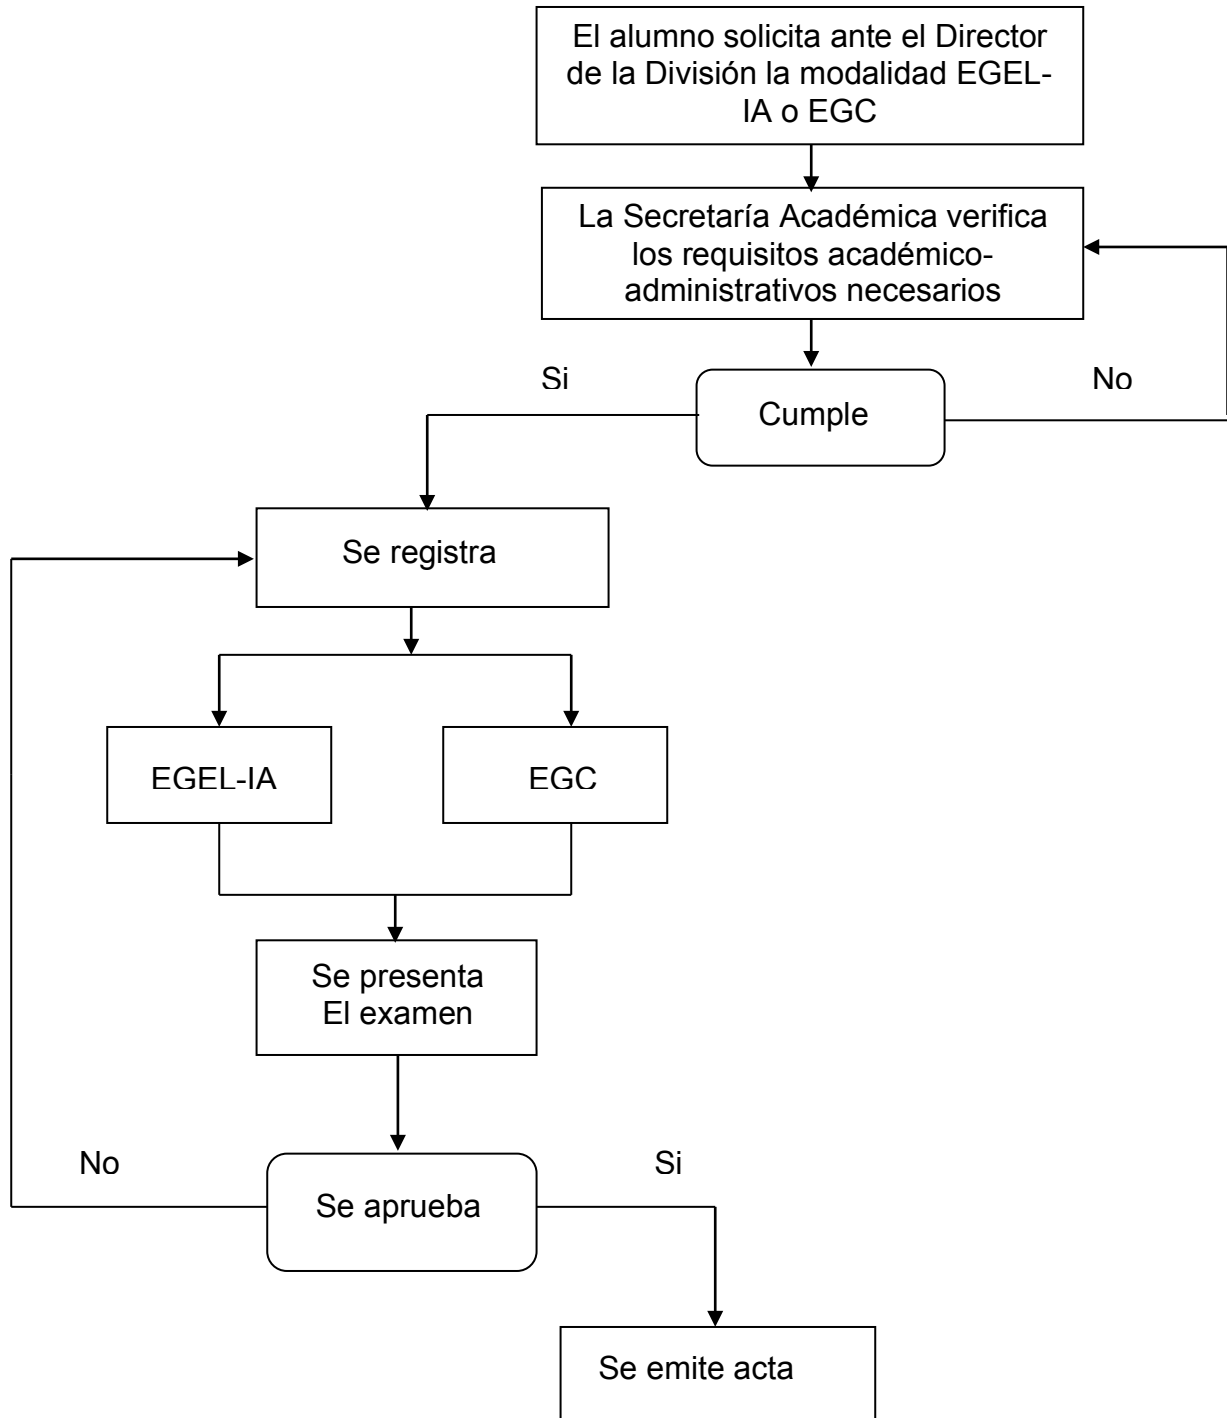 El alumno solicita ante el Director
de la División la modalidad EGEL-
IA o EGC
La Secretaría Académica verifica
los requisitos académico-
administrativos necesarios
Si
No
Cumple
Se registra
EGEL-IA
EGC
Se presenta
El examen
No
Si
Se aprueba
Se emite acta